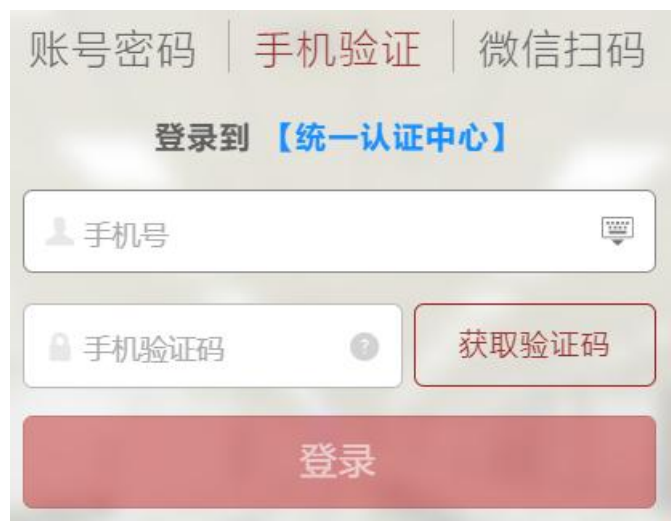 账号密码 | 手机验证 | 微信扫码
登录到 【统一认证中心】
手机号
手机验证码 ? 获取验证码
登录